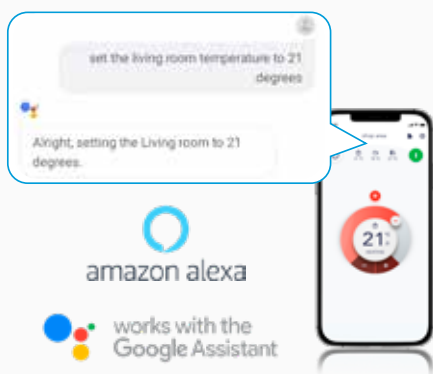 set the living room temperature to 21
degrees
Alright, setting the Living room to 21
degrees.
21
amazon alexa
works with the
Google Assistant